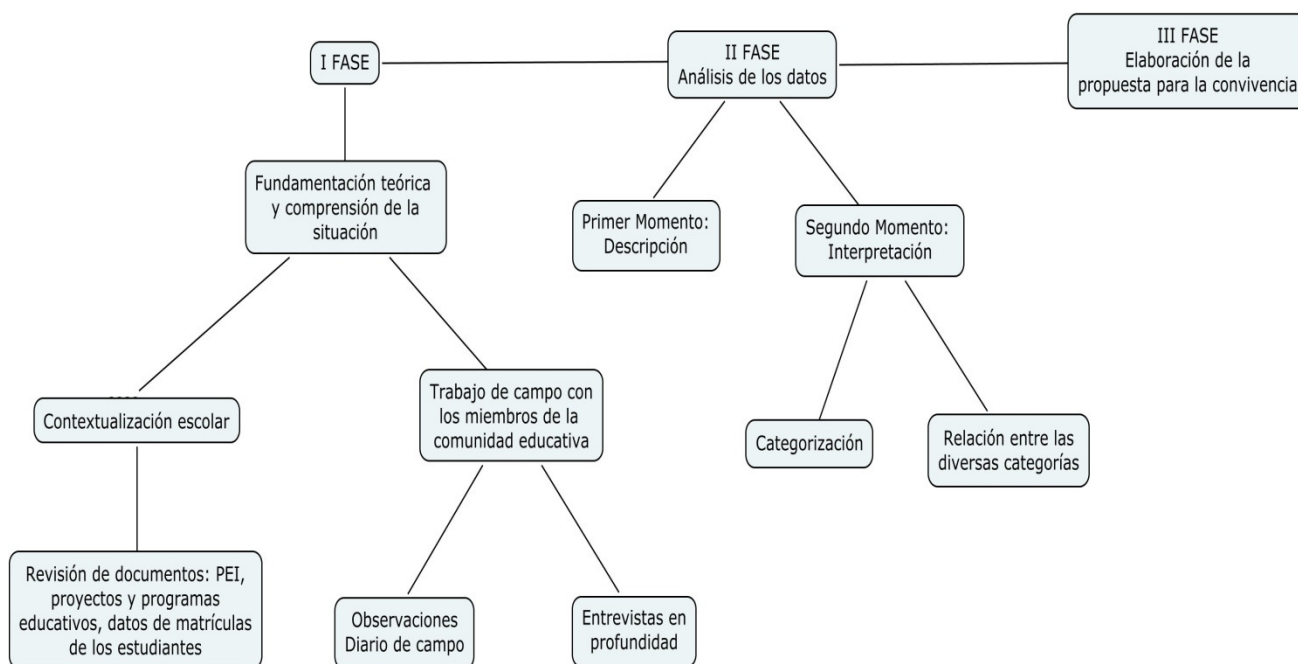 I FASE
II FASE
Análisis de los datos
III FASE
Elaboración de la
propuesta para la convivencia
Fundamentación teórica
y comprensión de la
situación
Primer Momento:
Descripción
Segundo Momento:
Interpretación
Contextualización escolar
Trabajo de campo con
los miembros de la
comunidad educativa
Categorización
Relación entre las
diversas categorías
Revisión de documentos: PEI,
proyectos y programas
educativos, datos de matrículas
de los estudiantes
Observaciones
Diario de campo
Entrevistas en
profundidad